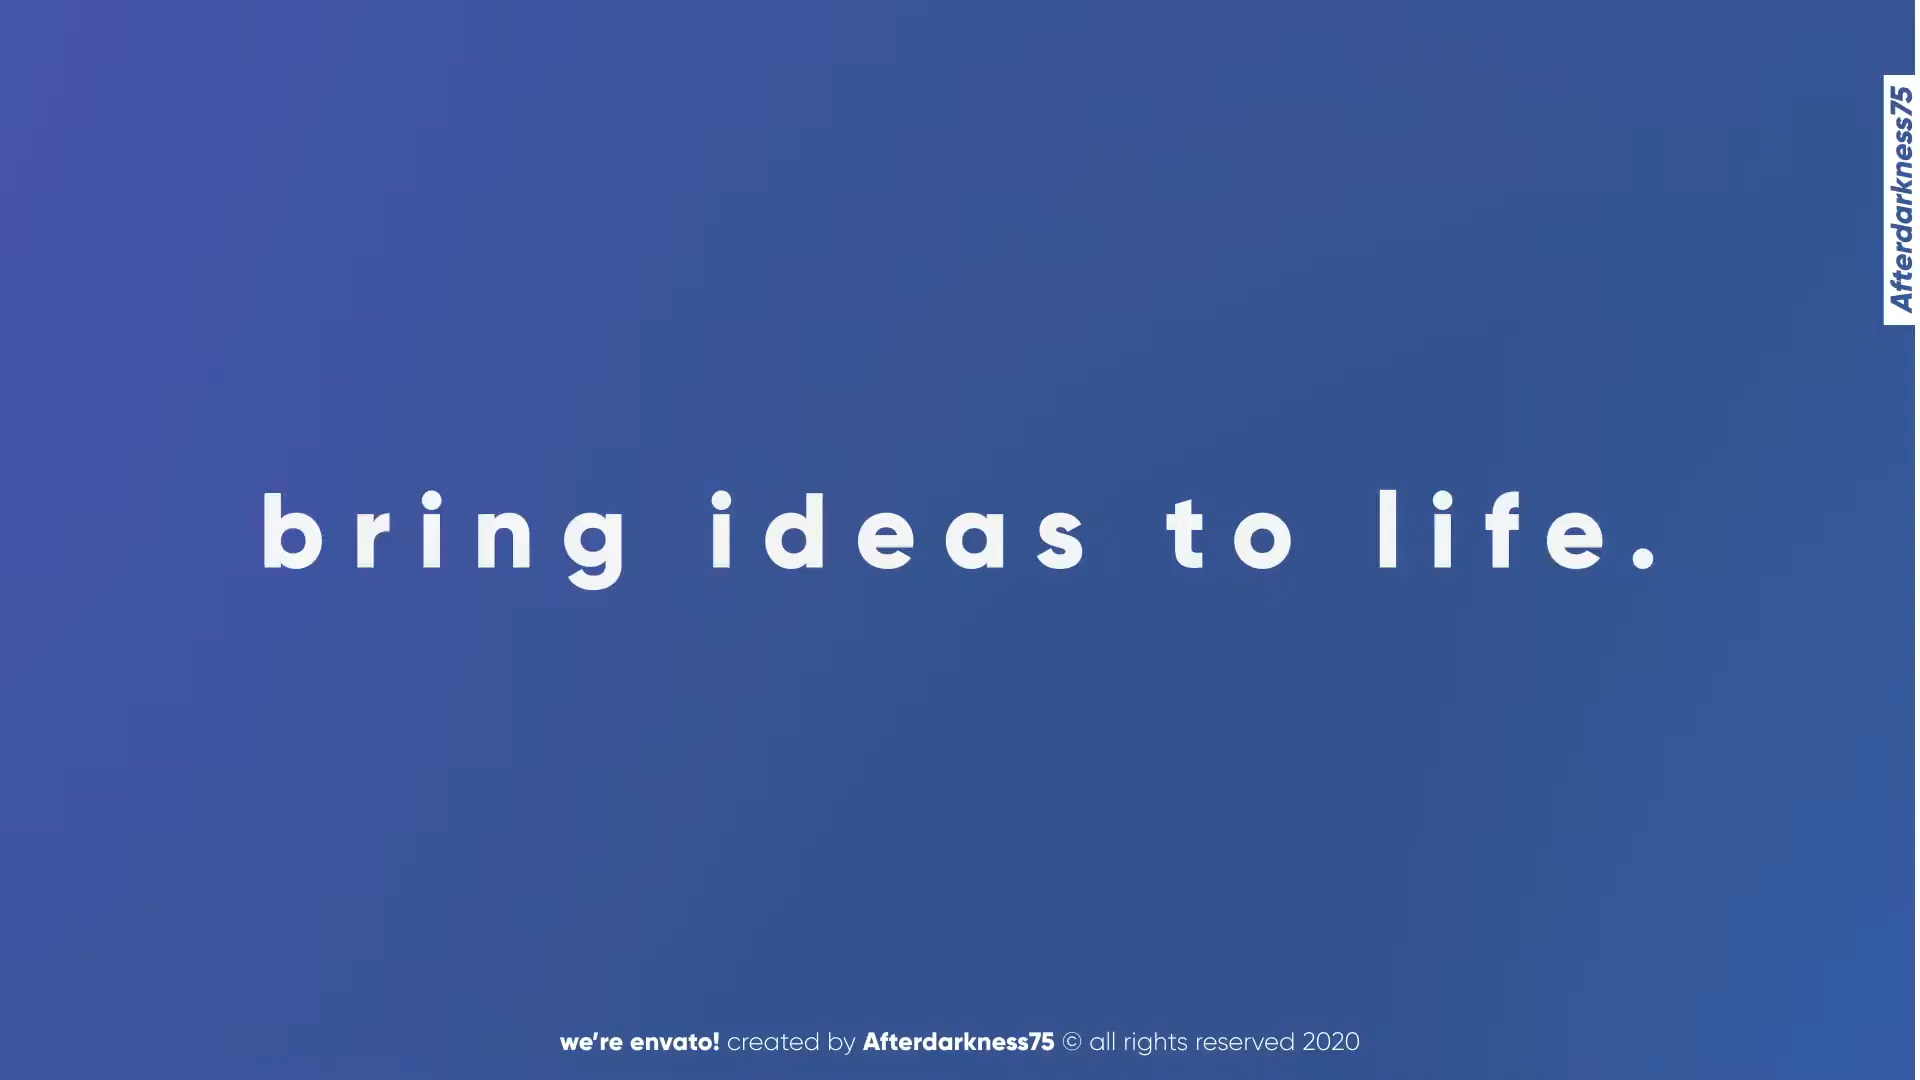 Afterdarkness75
bring ideas to life.
we're envato! created by Afterdarkness75 © all rights reserved 2020